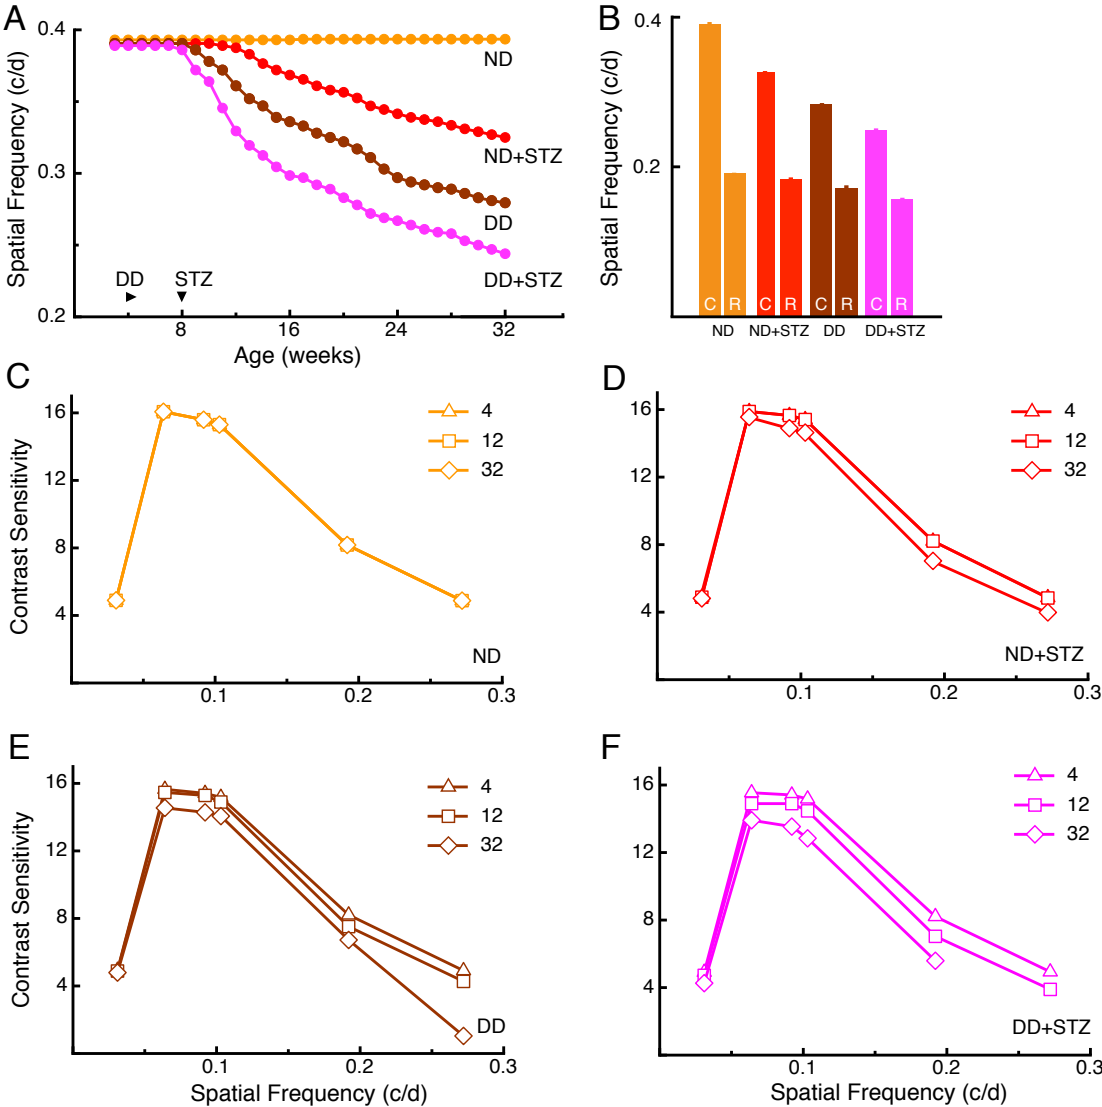 A
Spatial Frequency (c/d)
0.4
0.3
0.2
ND
ND+STZ
DD
DD+STZ
DD
STZ
8
16
24
32
Age (weeks)
B
Spatial Frequency (c/d)
0.4
0.2
C R C R C R C R
ND ND+STZ DD DD+STZ
C
Contrast Sensitivity
16
12
8
4
4
12
32
ND
0.1
0.2
0.3
D
16
12
8
4
4
12
32
ND+STZ
0.1
0.2
0.3
E
Contrast Sensitivity
16
12
8
4
4
12
32
DD
0.1
0.2
0.3
Spatial Frequency (c/d)
F
16
12
8
4
4
12
32
DD+STZ
0.1
0.2
0.3
Spatial Frequency (c/d)